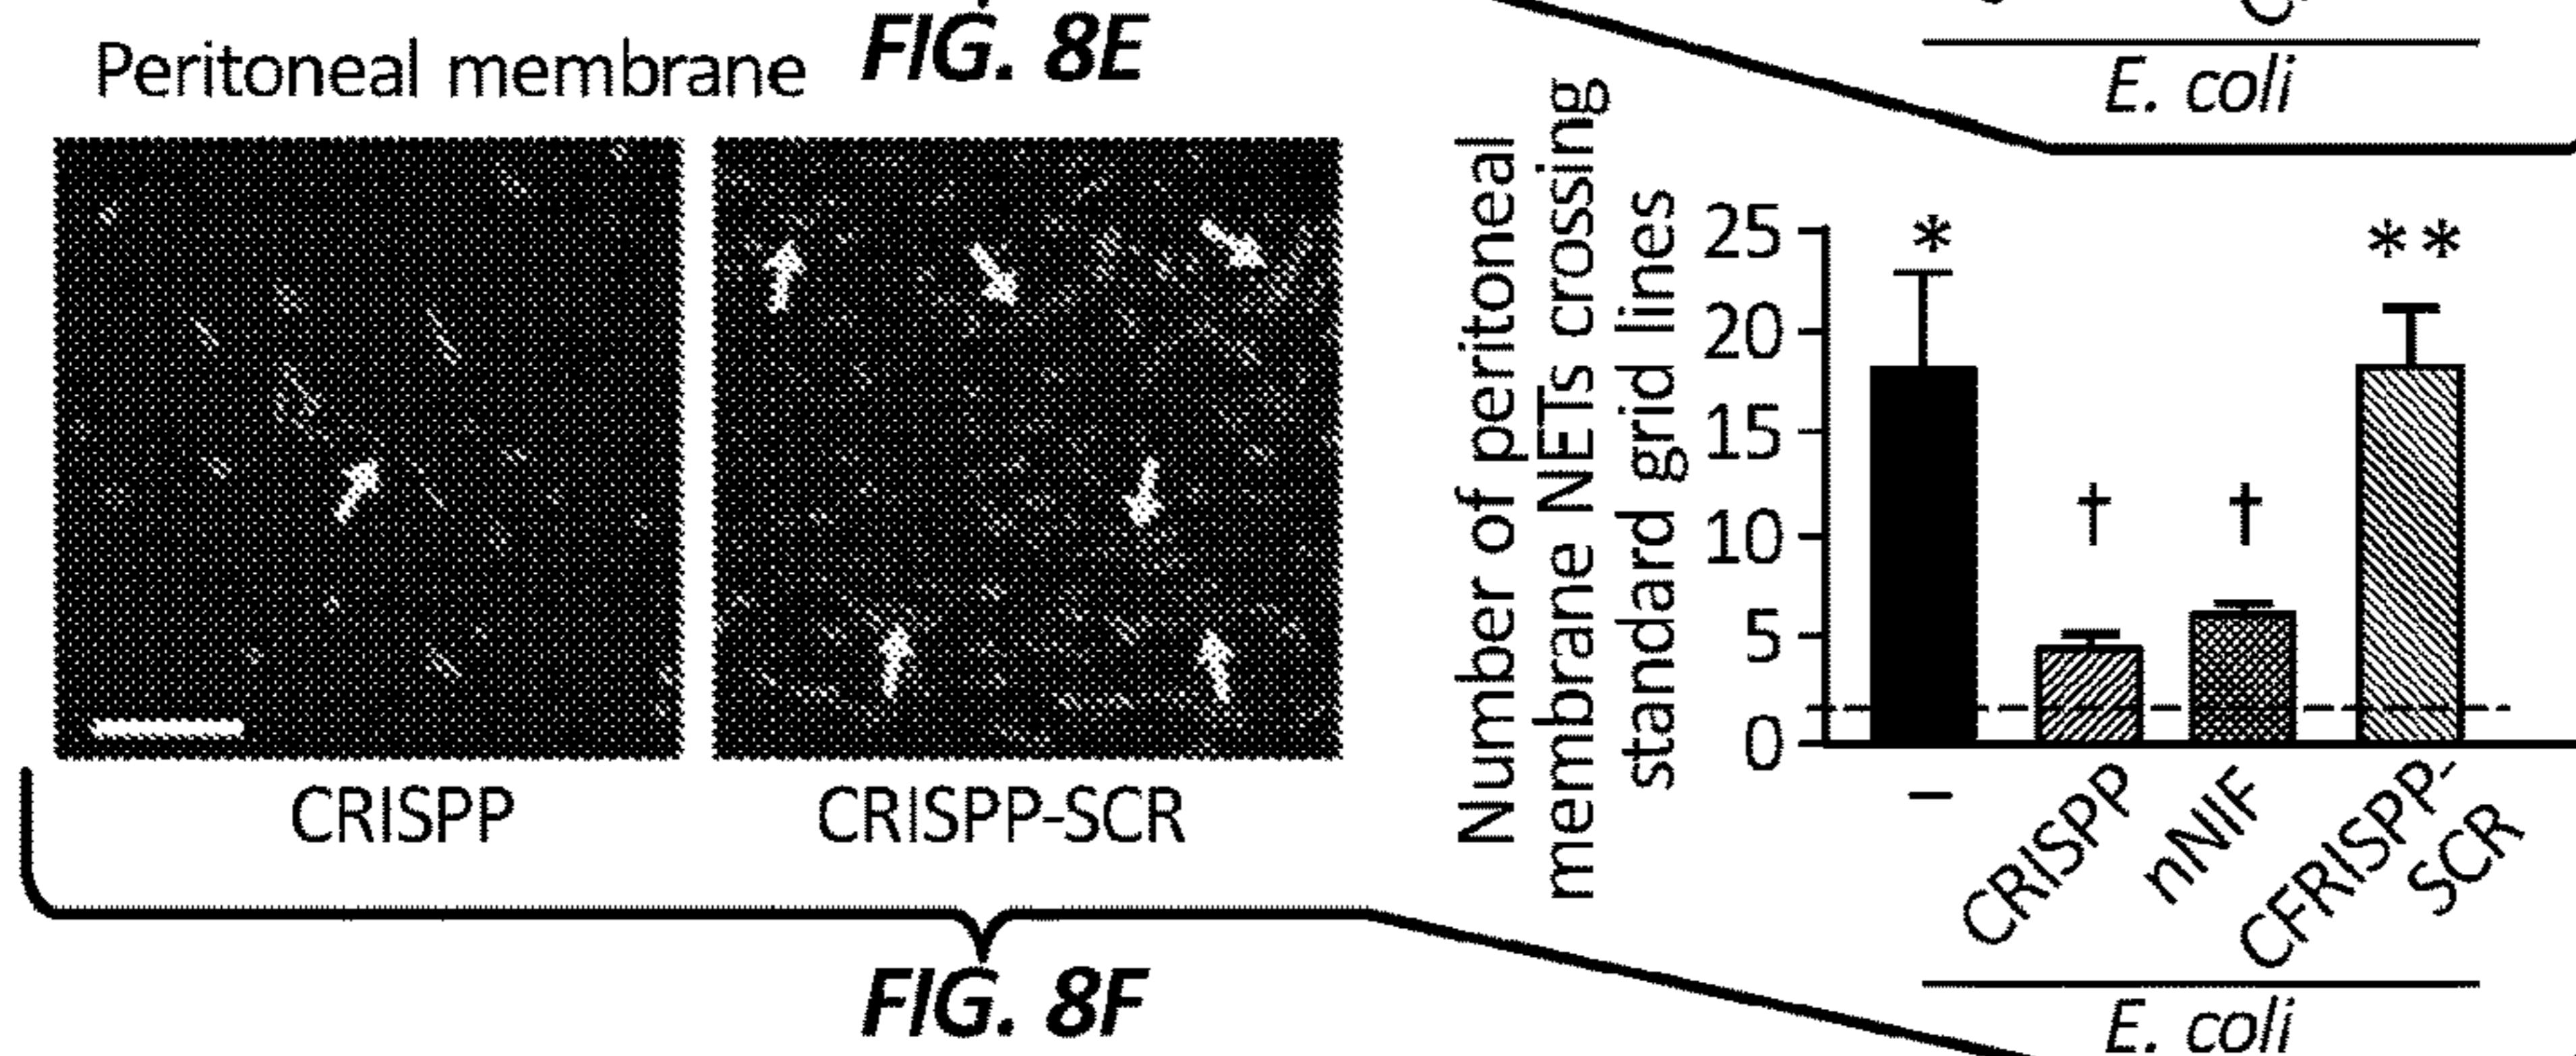 FIG. 8E
E. coli
Peritoneal membrane
CRISPP
CRISPP-SCR
Number of peritoneal
membrane NETs crossing
standard grid lines
25
20
15
10
5
0
*
†
†
**
–
CRISPP
nNIF
CFRISPP-
SCR
E. coli
FIG. 8F